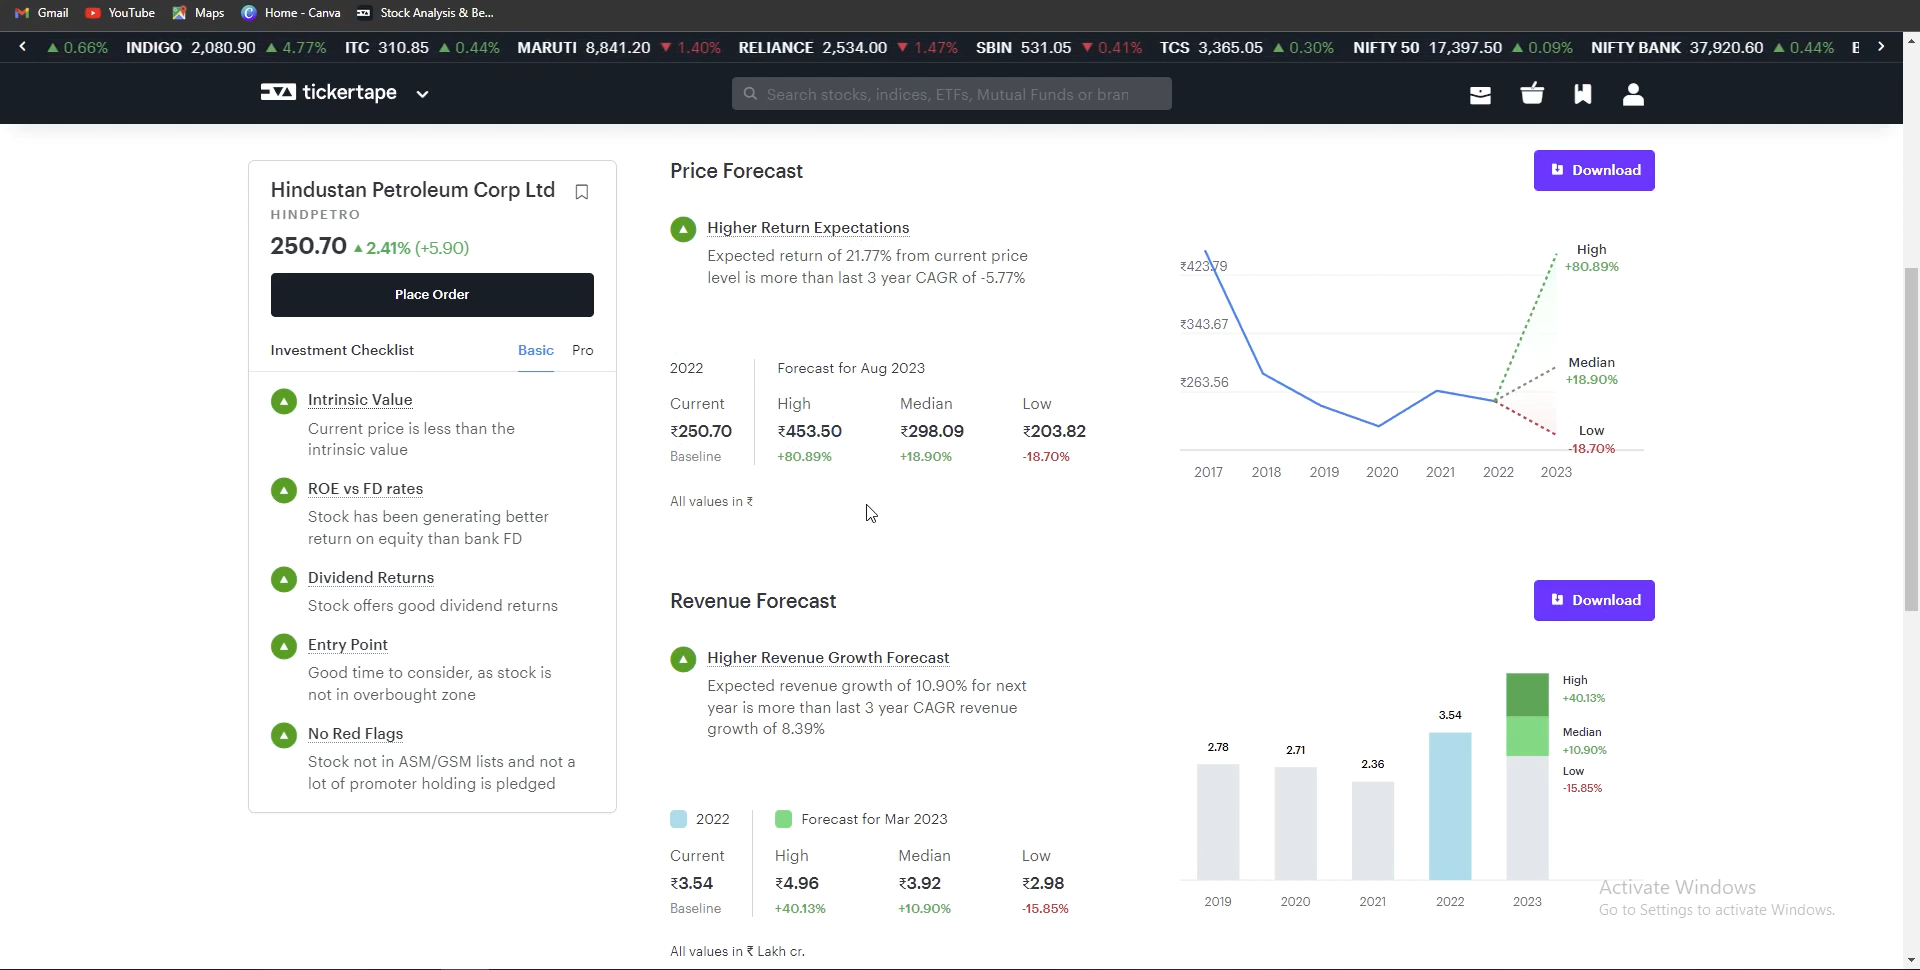 Gmail YouTube Maps Home - Canva Stock Analysis & Be...
0.66% INDIGO 2,080.90 ▲ 4.77% ITC 310.85 ▲ 0.44% MARUTI 8,841.20 ▼ 1.40% RELIANCE 2,534.00 ▼ 1.47% SBIN 531.05 ▼ 0.41% TCS 3,365.05 ▲ 0.30% NIFTY 50 17,397.50 ▲ 0.09% NIFTY BANK 37,920.60 ▲ 0.44%
tickertape
Search stocks, indices, ETFs, Mutual Funds or bran
Hindustan Petroleum Corp Ltd
HINDPETRO
250.70 ▲ 2.41% (+5.90)
Place Order
Investment Checklist Basic Pro
Intrinsic Value
Current price is less than the
intrinsic value
ROE vs FD rates
Stock has been generating better
return on equity than bank FD
Dividend Returns
Stock offers good dividend returns
Entry Point
Good time to consider, as stock is
not in overbought zone
No Red Flags
Stock not in ASM/GSM lists and not a
lot of promoter holding is pledged
Price Forecast
Download
Higher Return Expectations
Expected return of 21.77% from current price
level is more than last 3 year CAGR of -5.77%
2022 Forecast for Aug 2023
Current High Median Low
₹250.70 ₹453.50 ₹298.09 ₹203.82
Baseline +80.89% +18.90% -18.70%
All values in ₹
₹423.79
₹343.67
₹263.56
High
+80.89%
Median
+18.90%
Low
-18.70%
2017 2018 2019 2020 2021 2022 2023
Revenue Forecast
Download
Higher Revenue Growth Forecast
Expected revenue growth of 10.90% for next
year is more than last 3 year CAGR revenue
growth of 8.39%
2022 Forecast for Mar 2023
Current High Median Low
₹3.54 ₹4.96 ₹3.92 ₹2.98
Baseline +40.13% +10.90% -15.85%
All values in ₹ Lakh cr.
2.78 2.71 2.36 3.54
High
+40.13%
Median
+10.90%
Low
-15.85%
2019 2020 2021 2022 2023
Activate Windows
Go to Settings to activate Windows.